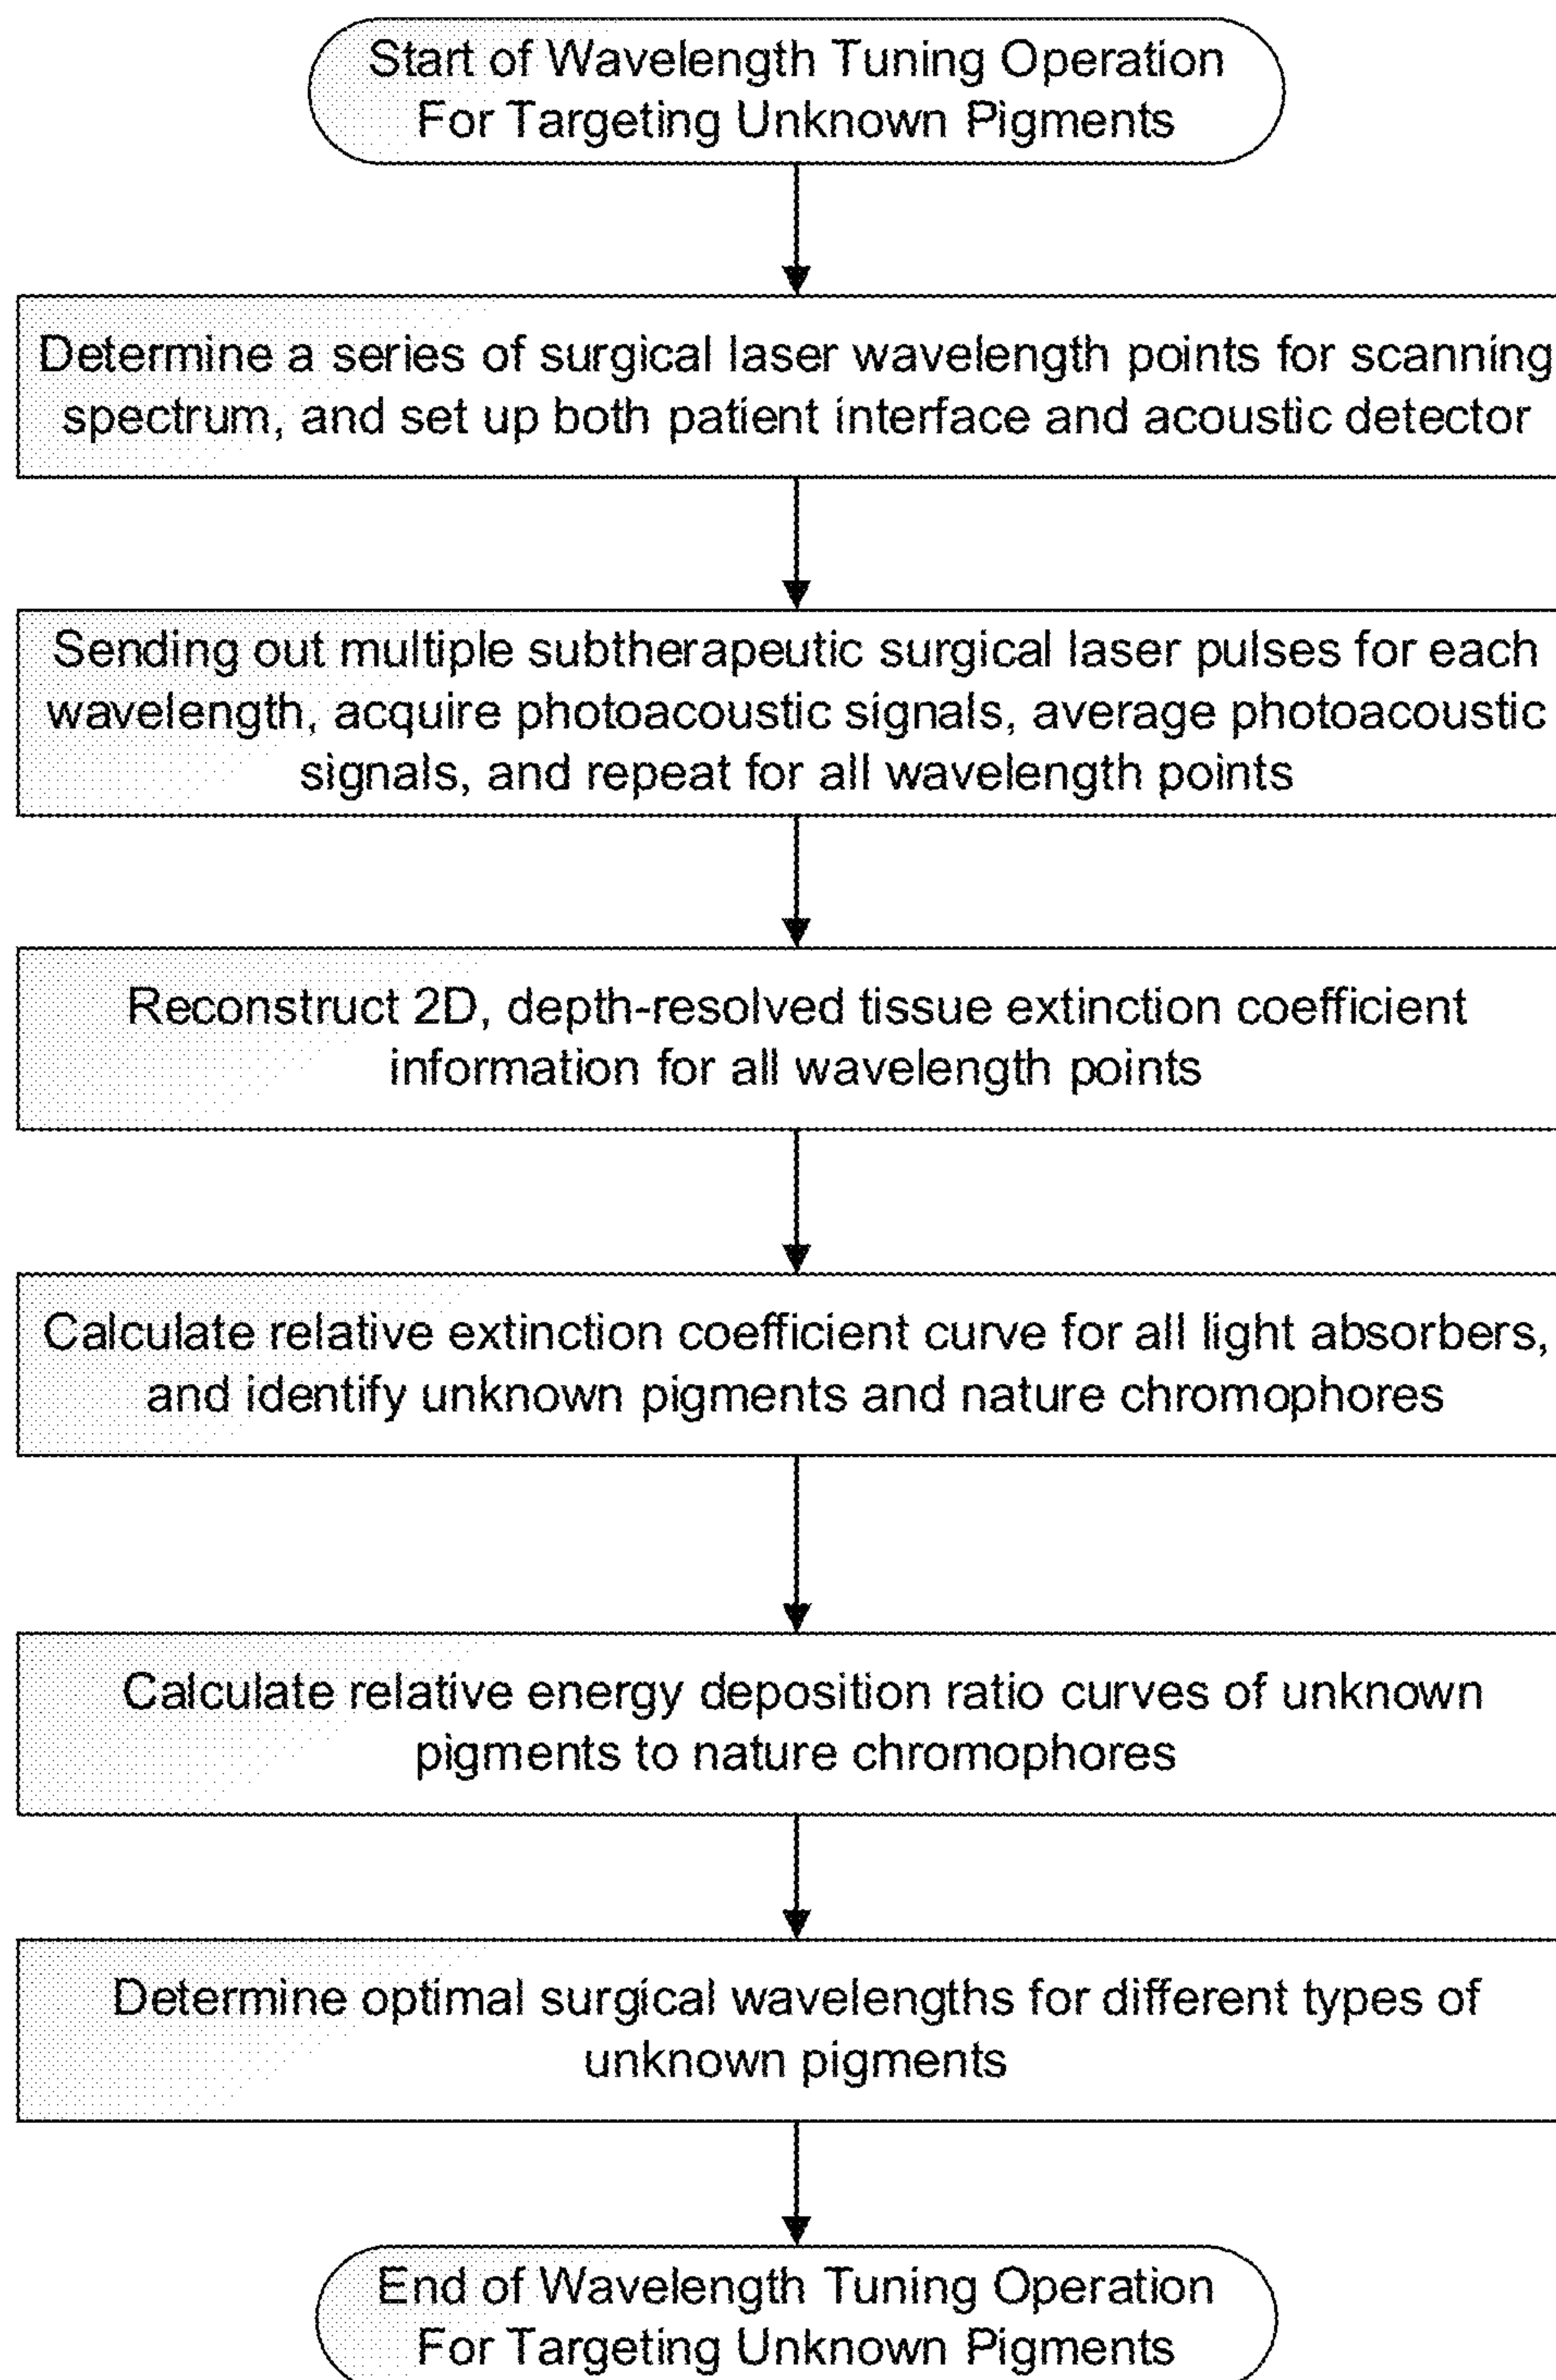 Start of Wavelength Tuning Operation
For Targeting Unknown Pigments
Determine a series of surgical laser wavelength points for scanning
spectrum, and set up both patient interface and acoustic detector
Sending out multiple subtherapeutic surgical laser pulses for each
wavelength, acquire photoacoustic signals, average photoacoustic
signals, and repeat for all wavelength points
Reconstruct 2D, depth-resolved tissue extinction coefficient
information for all wavelength points
Calculate relative extinction coefficient curve for all light absorbers,
and identify unknown pigments and nature chromophores
Calculate relative energy deposition ratio curves of unknown
pigments to nature chromophores
Determine optimal surgical wavelengths for different types of
unknown pigments
End of Wavelength Tuning Operation
For Targeting Unknown Pigments